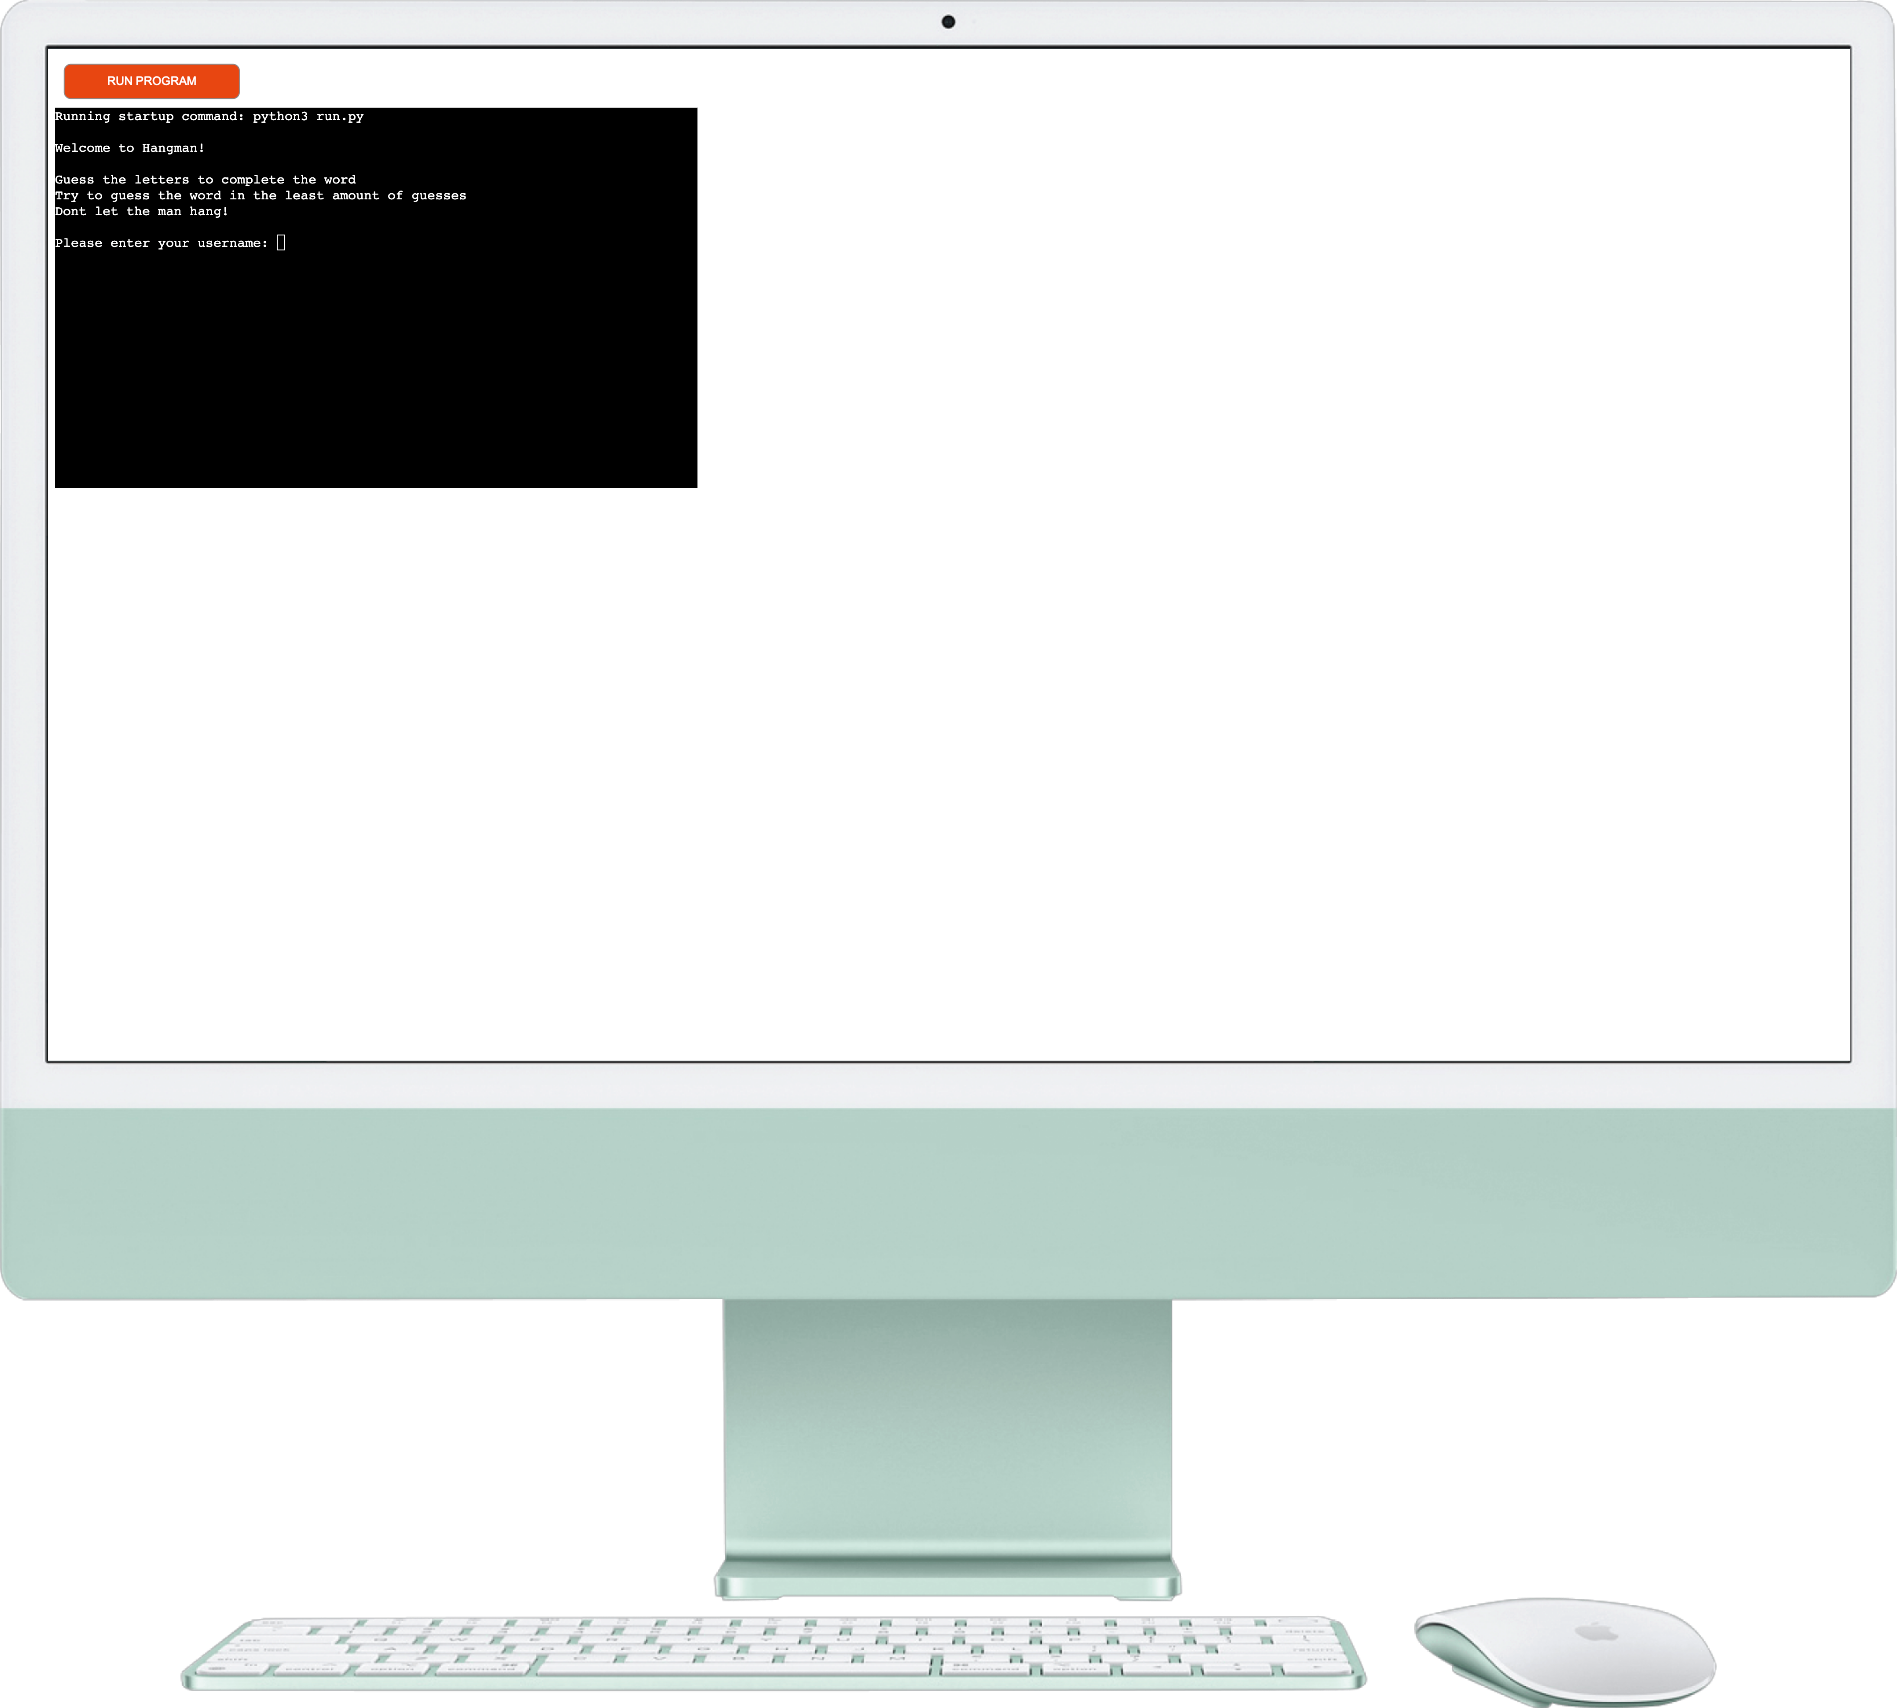 RUN PROGRAM
Running startup command: python3 run.py
Welcome to Hangman!
Guess the letters to complete the word
Try to guess the word in the least amount of guesses
Dont let the man hang!
Please enter your username: